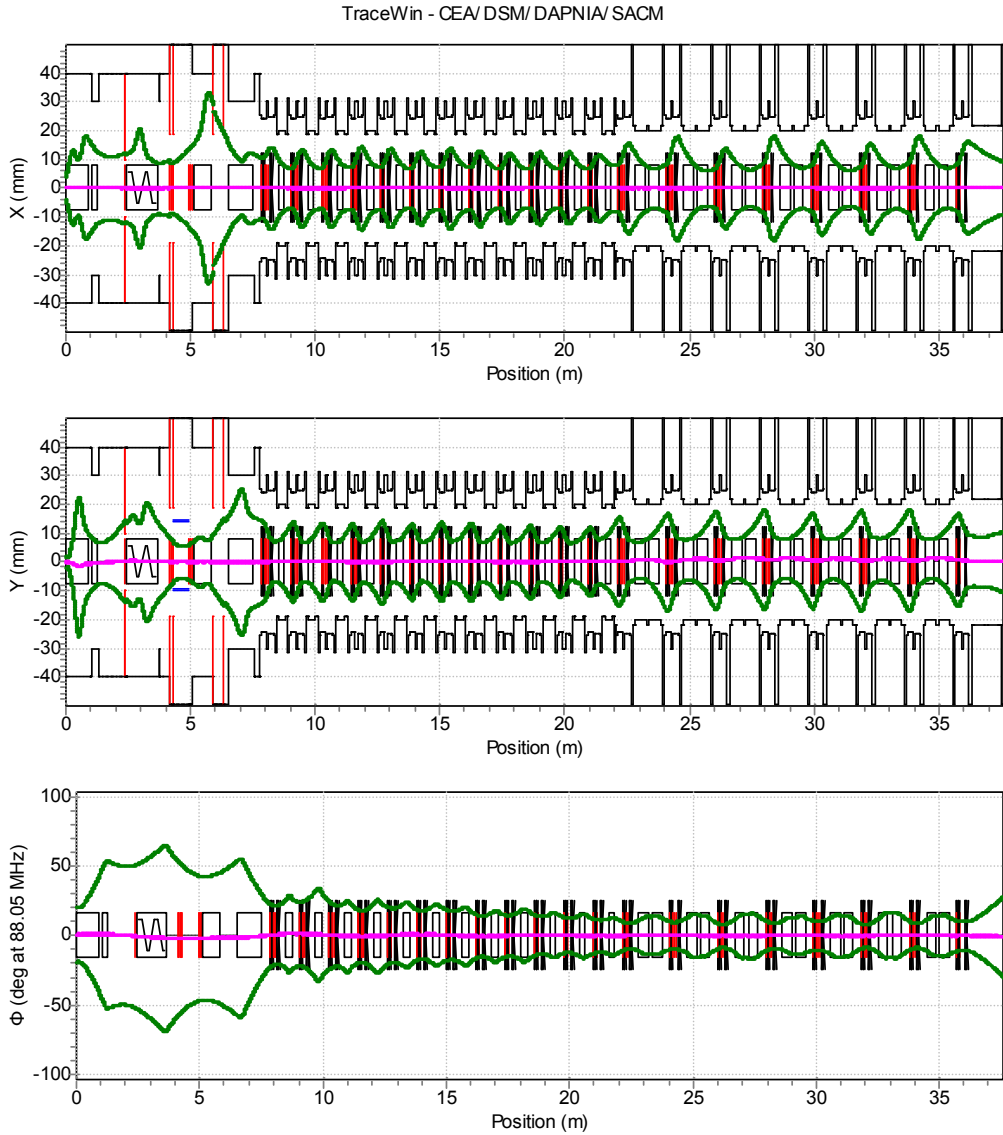 TraceWin - CEA/ DSM/ DAPNIA/ SACM
X (mm)
40
30
20
10
0
-10
-20
-30
-40
0 5 10 15 20 25 30 35
Position (m)
Y (mm)
40
30
20
10
0
-10
-20
-30
-40
0 5 10 15 20 25 30 35
Position (m)
Φ (deg at 88.05 MHz)
100
50
0
-50
-100
0 5 10 15 20 25 30 35
Position (m)